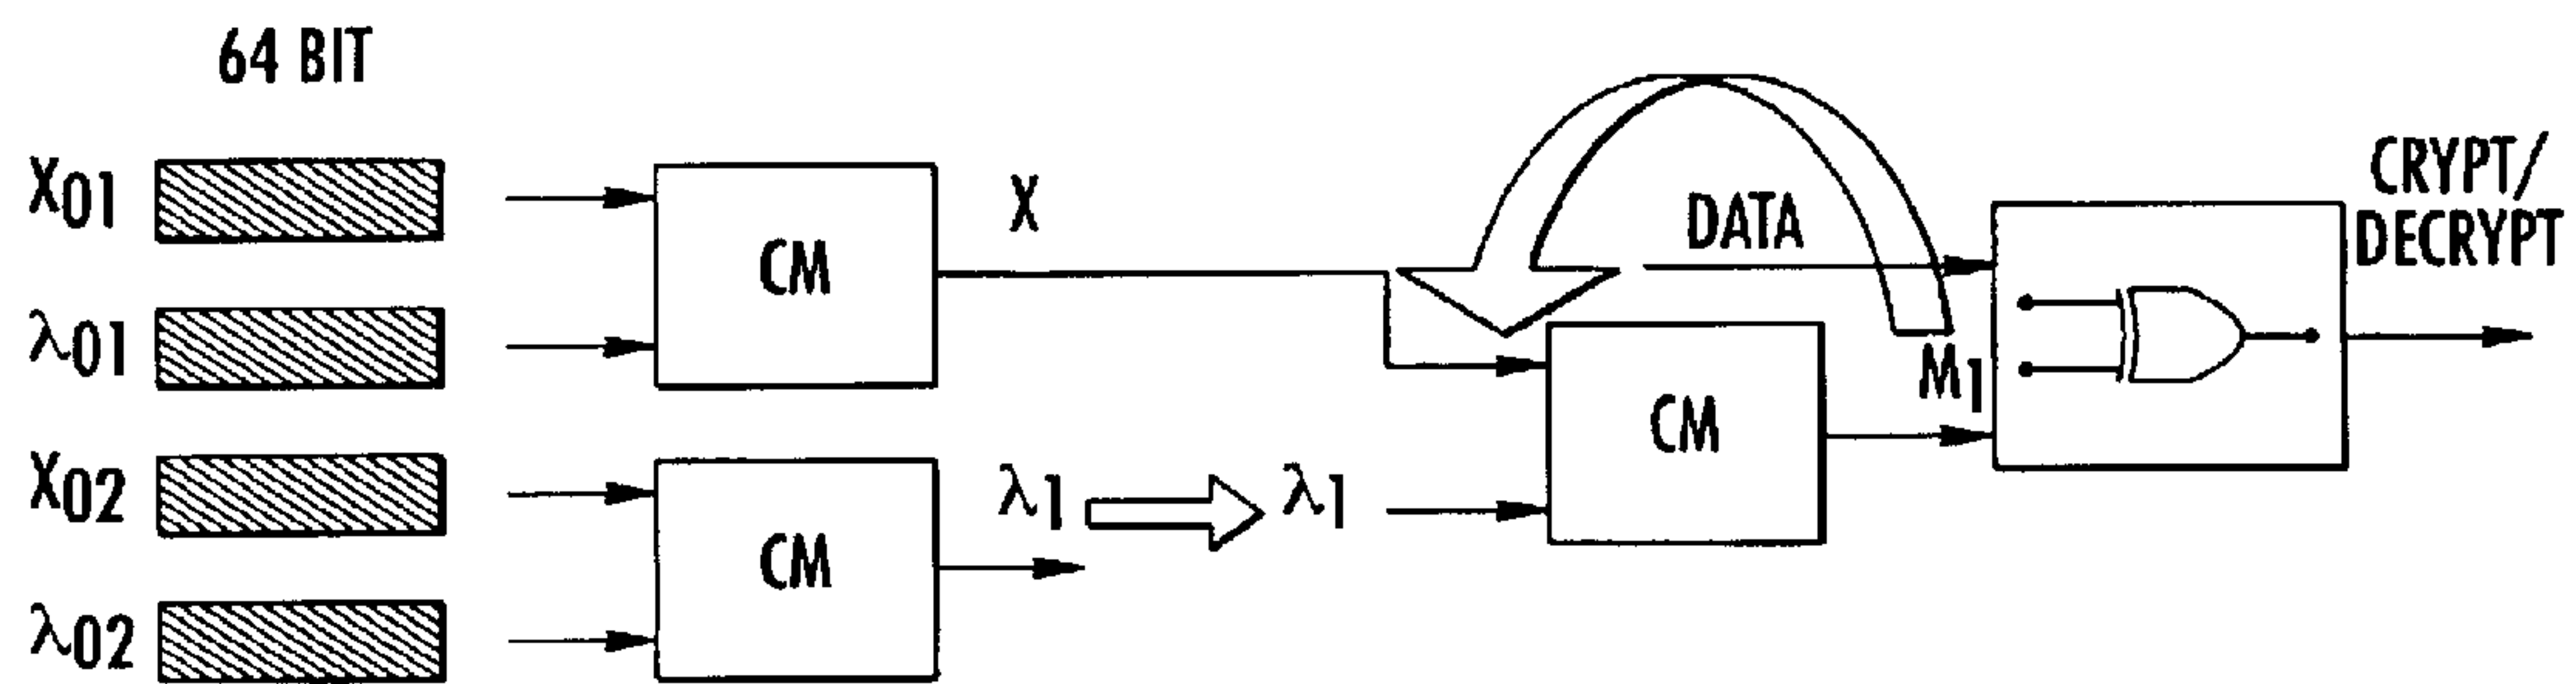 64 BIT
X01
λ01
X02
λ02
CM
X
CM
λ1
λ1
DATA
CM
M1
CRYPT/
DECRYPT